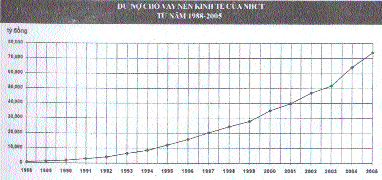 DƯ NỢ CHO VAY NỀN KINH TẾ CỦA NHCT
TỪ NĂM 1988-2005
tỷ đồng
80,000
70,000
60,000
50,000
40,000
30,000
20,000
10,000
0
1988 1989 1990 1991 1992 1993 1994 1995 1996 1997 1998 1999 2000 2001 2002 2003 2004 2005